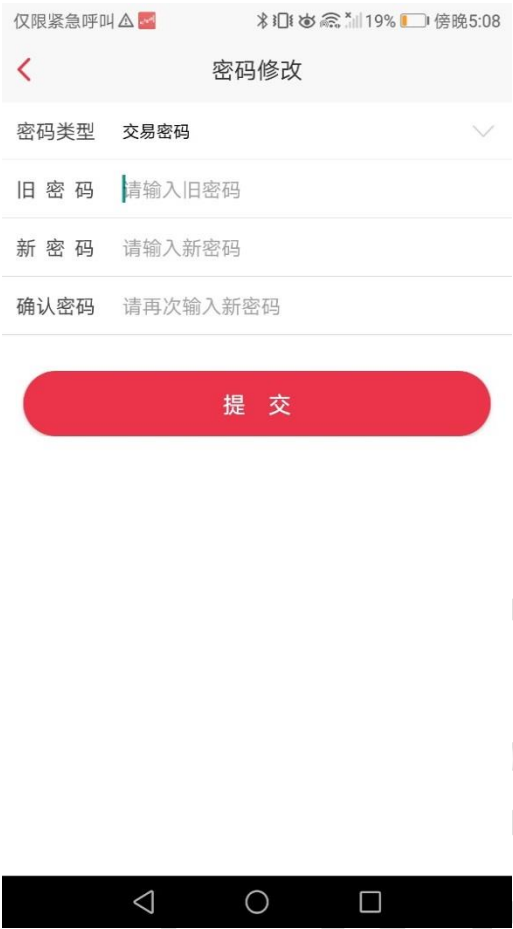 仅限紧急呼叫 19% 傍晚5:08
密码修改
密码类型 交易密码
旧 密 码 请输入旧密码
新 密 码 请输入新密码
确认密码 请再次输入新密码
提 交